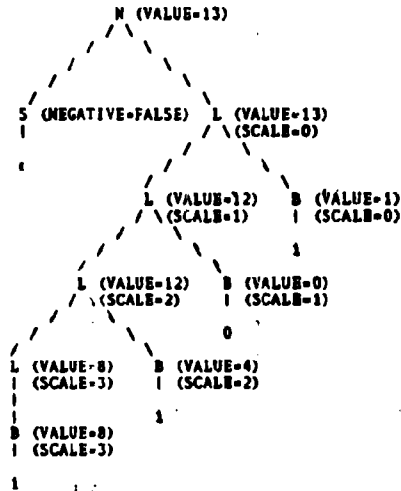 N (VALUE=13)
S (NEGATIVE=FALSE) L (VALUE=13)
(SCALE=0)
ε
L (VALUE=12) B (VALUE=1)
(SCALE=1) (SCALE=0)
1
L (VALUE=12) B (VALUE=0)
(SCALE=2) (SCALE=1)
0
L (VALUE=8) B (VALUE=4)
(SCALE=3) (SCALE=2)
1
B (VALUE=8)
(SCALE=3)
1